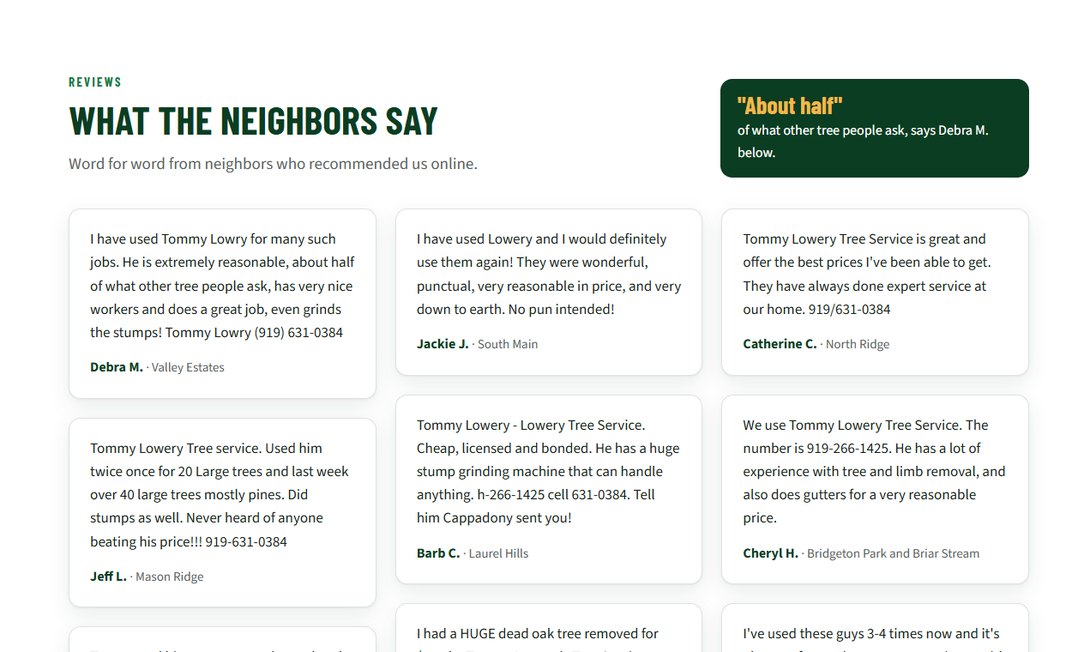 REVIEWS
WHAT THE NEIGHBORS SAY
Word for word from neighbors who recommended us online.
"About half"
of what other tree people ask, says Debra M.
below.
I have used Tommy Lowry for many such
jobs. He is extremely reasonable, about half
of what other tree people ask, has very nice
workers and does a great job, even grinds
the stumps! Tommy Lowry (919) 631-0384
Debra M. · Valley Estates
I have used Lowery and I would definitely
use them again! They were wonderful,
punctual, very reasonable in price, and very
down to earth. No pun intended!
Jackie J. · South Main
Tommy Lowery Tree Service is great and
offer the best prices I've been able to get.
They have always done expert service at
our home. 919/631-0384
Catherine C. · North Ridge
Tommy Lowery Tree service. Used him
twice once for 20 Large trees and last week
over 40 large trees mostly pines. Did
stumps as well. Never heard of anyone
beating his price!!! 919-631-0384
Jeff L. · Mason Ridge
Tommy Lowery - Lowery Tree Service.
Cheap, licensed and bonded. He has a huge
stump grinding machine that can handle
anything. h-266-1425 cell 631-0384. Tell
him Cappadony sent you!
Barb C. · Laurel Hills
We use Tommy Lowery Tree Service. The
number is 919-266-1425. He has a lot of
experience with tree and limb removal, and
also does gutters for a very reasonable
price.
Cheryl H. · Bridgeton Park and Briar Stream
I had a HUGE dead oak tree removed for
I've used these guys 3-4 times now and it's